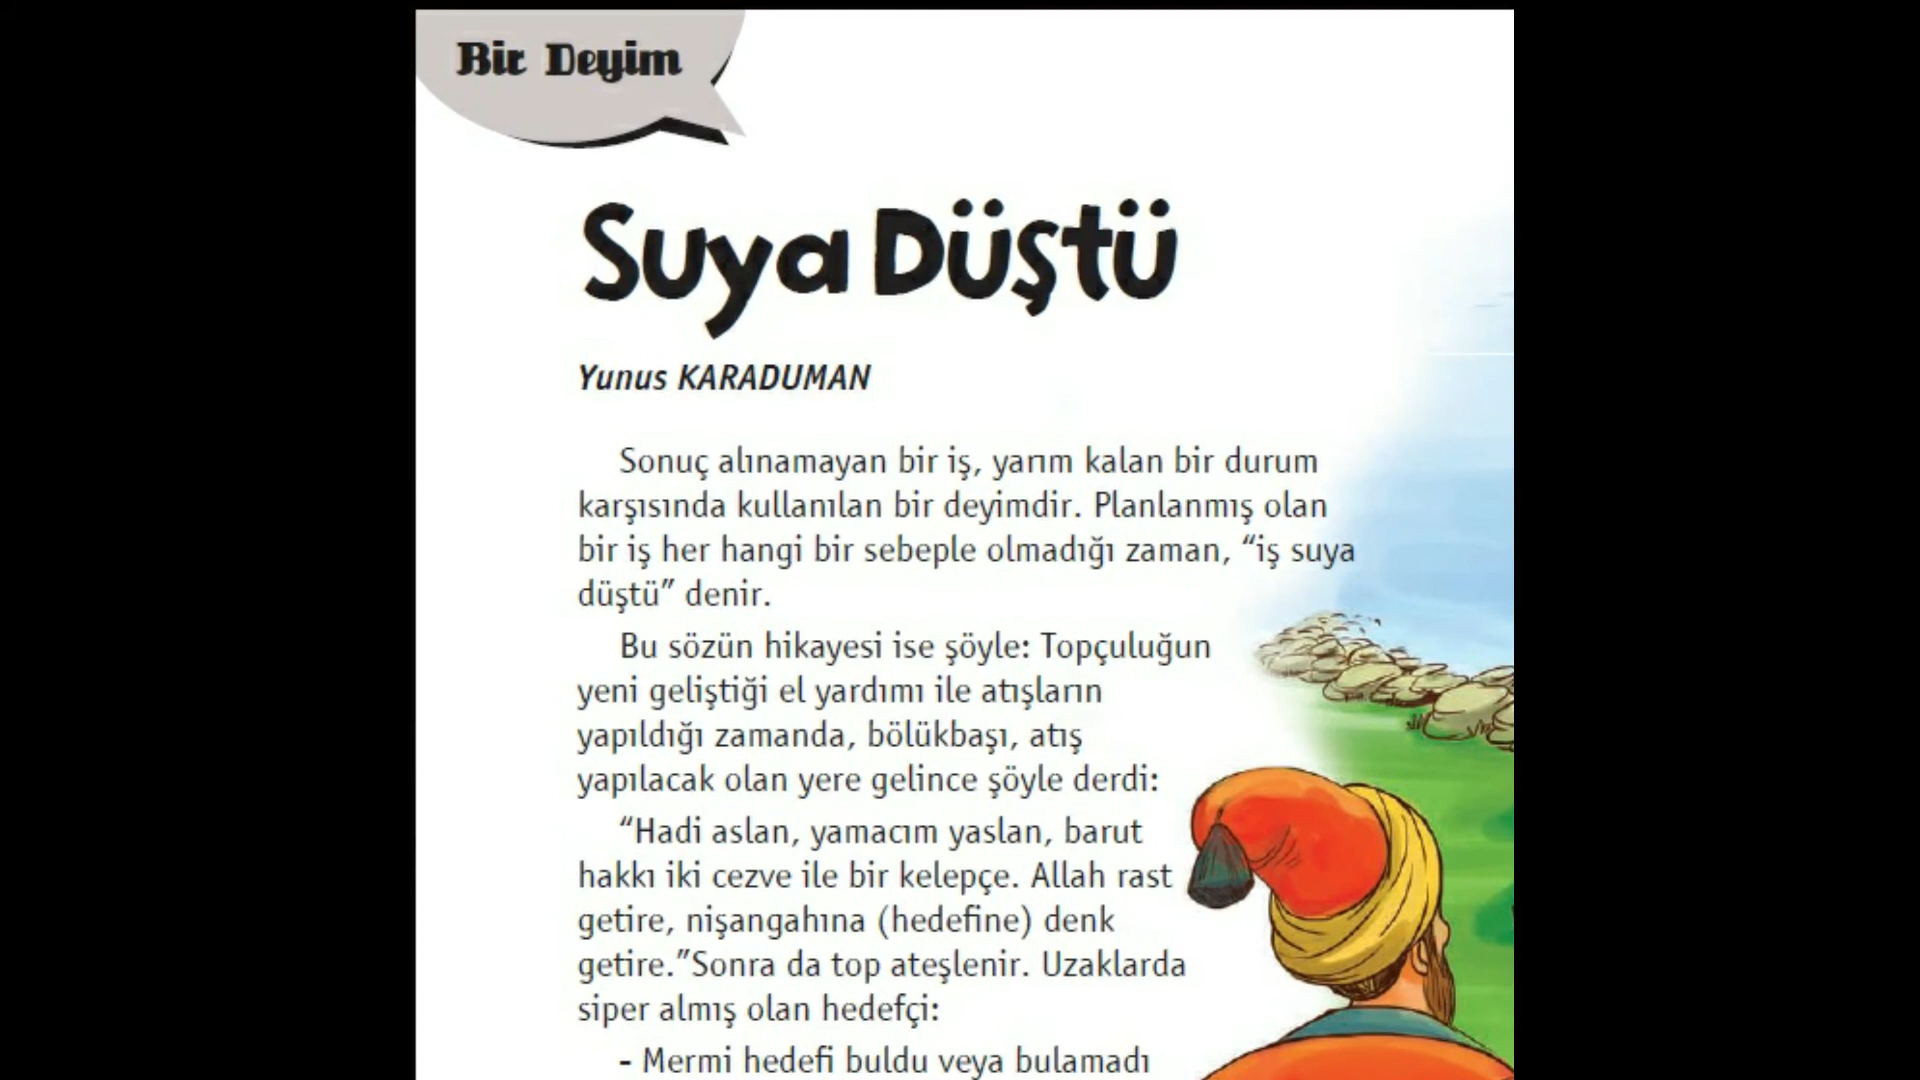 Bir Deyim
Suya Düştü
Yunus KARADUMAN
Sonuç alınamayan bir iş, yarım kalan bir durum
karşısında kullanılan bir deyimdir. Planlanmış olan
bir iş her hangi bir sebeple olmadığı zaman, “iş suya
düştü” denir.
Bu sözün hikayesi ise şöyle: Topçuluğun
yeni geliştiği el yardımı ile atışların
yapıldığı zamanda, bölükbaşı, atış
yapılacak olan yere gelince şöyle derdi:
“Hadi aslan, yamacım yaslan, barut
hakkı iki cezve ile bir kelepçe. Allah rast
getire, nişangahına (hedefine) denk
getire.”Sonra da top ateşlenir. Uzaklarda
siper almış olan hedefçi:
- Mermi hedefi buldu veya bulamadı